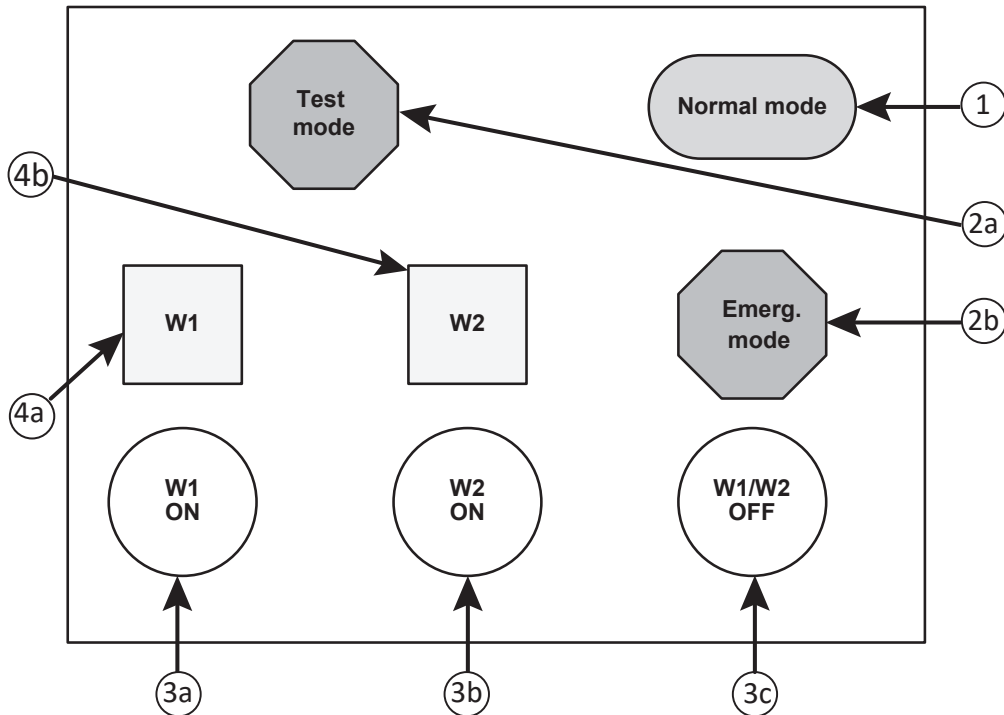 Test
mode
Normal mode
1
4b
2a
W1
W2
Emerg.
mode
2b
4a
W1
ON
W2
ON
W1/W2
OFF
3a
3b
3c